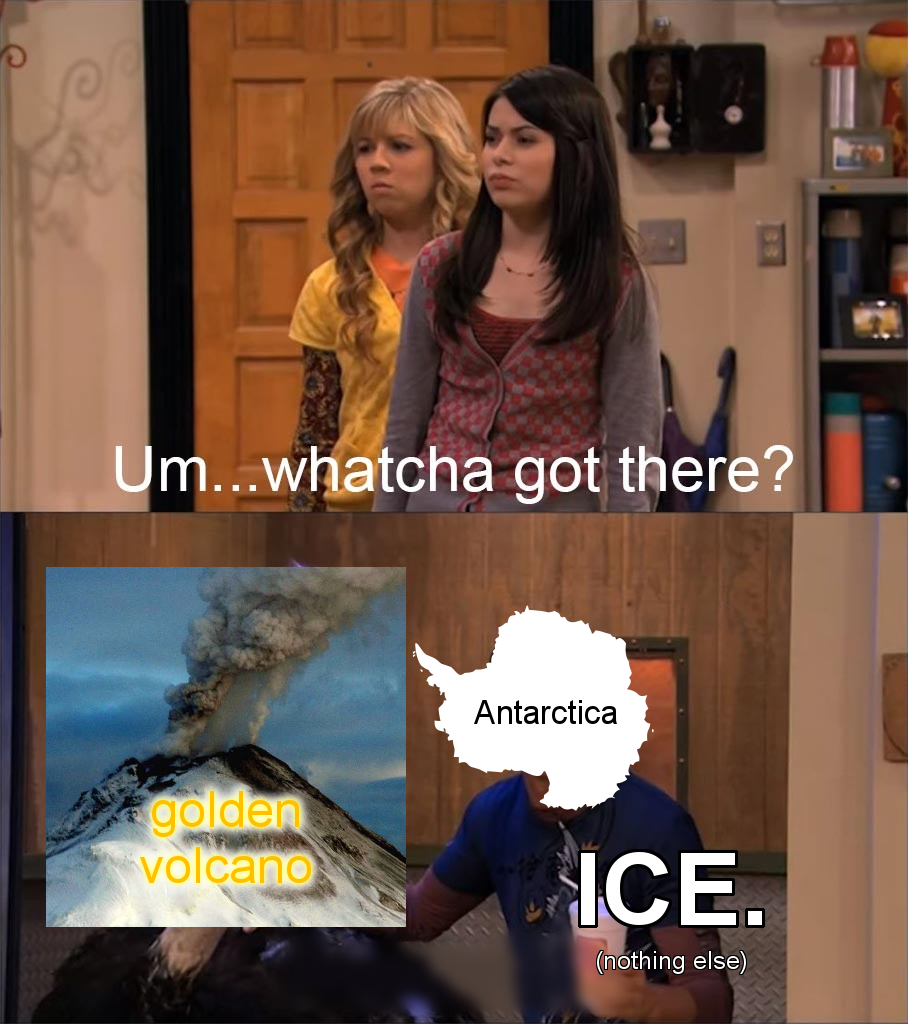 Um...whatcha got there?
Antarctica
golden
volcano
ICE.
(nothing else)